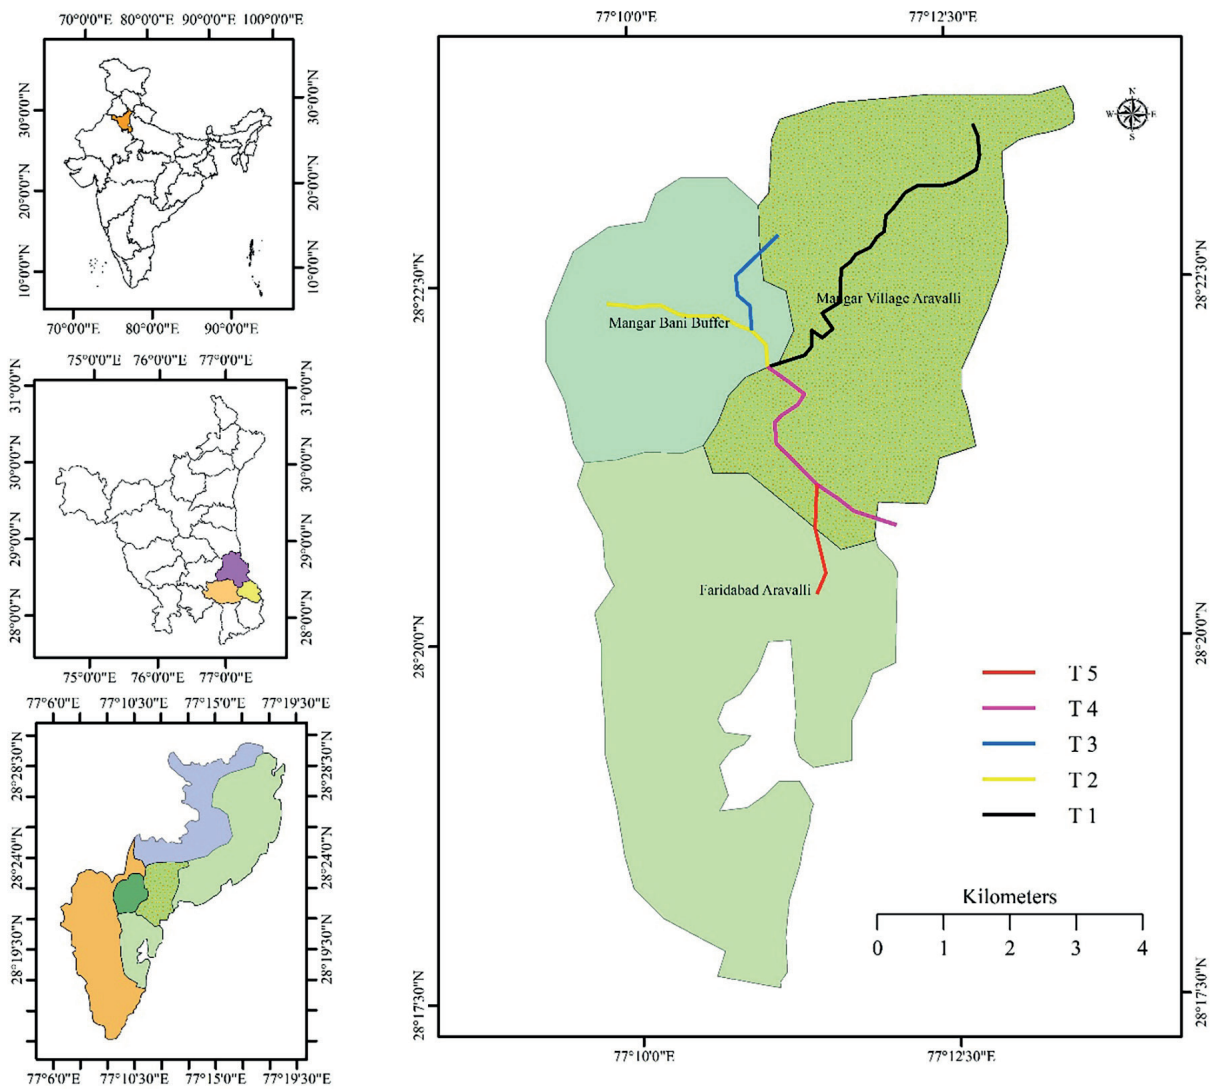 70°0'0"E 80°0'0"E 90°0'0"E 100°0'0"E
30°0'0"N
20°0'0"N
10°0'0"N
30°0'0"N
20°0'0"N
10°0'0"N
70°0'0"E 80°0'0"E 90°0'0"E
75°0'0"E 76°0'0"E 77°0'0"E
31°0'0"N
30°0'0"N
29°0'0"N
28°0'0"N
31°0'0"N
30°0'0"N
29°0'0"N
28°0'0"N
75°0'0"E 76°0'0"E 77°0'0"E
77°6'0"E 77°10'30"E 77°15'0"E 77°19'30"E
28°28'30"N
28°24'0"N
28°19'30"N
28°28'30"N
28°24'0"N
28°19'30"N
77°6'0"E 77°10'30"E 77°15'0"E 77°19'30"E
77°10'0"E 77°12'30"E
N
W E
S
28°22'30"N
28°20'0"N
28°17'30"N
28°22'30"N
28°20'0"N
28°17'30"N
Mangar Village Aravalli
Mangar Bani Buffer
Faridabad Aravalli
T 5
T 4
T 3
T 2
T 1
Kilometers
0 1 2 3 4
77°10'0"E 77°12'30"E